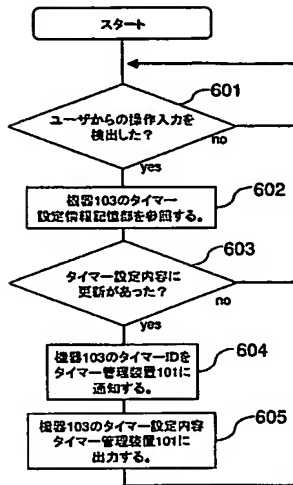 スタート
601
ユーザからの操作入力を
検出した？
no
yes
602
機器103のタイマー
設定情報記憶部を参照する。
603
タイマー設定内容に
更新があった？
no
yes
604
機器103のタイマーIDを
タイマー管理装置101に
通知する。
605
機器103のタイマー設定内容
タイマー管理装置101に
出力する。